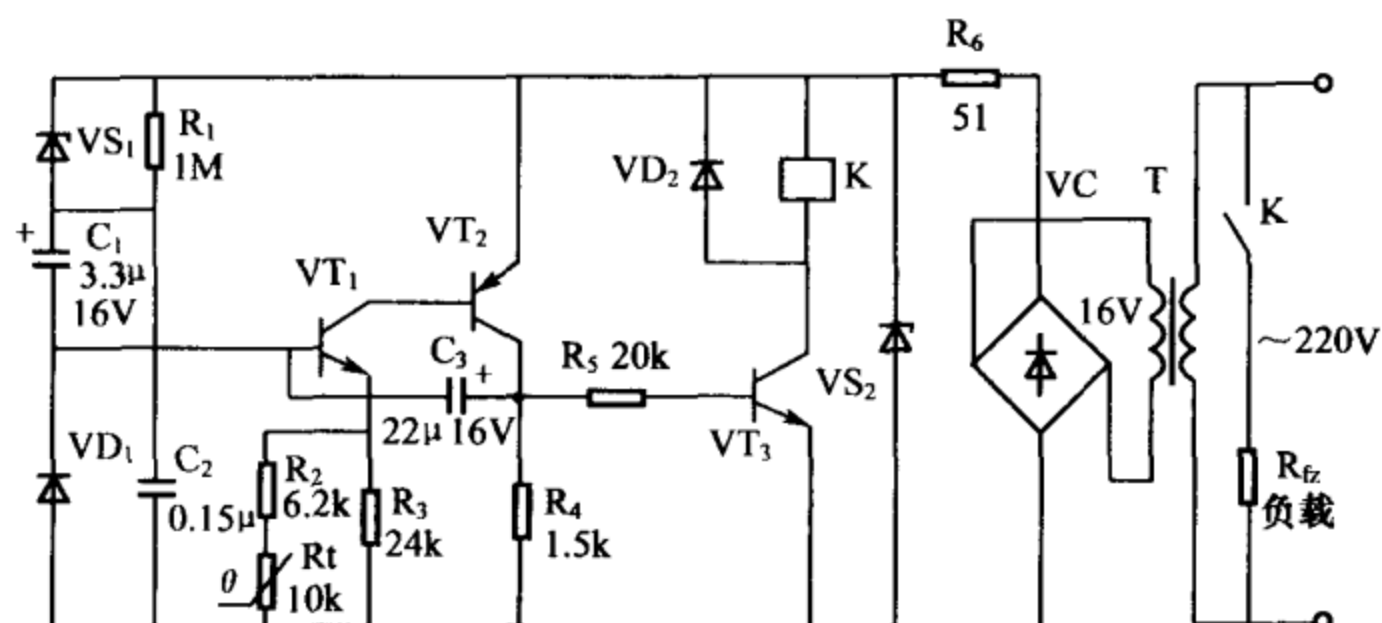 R₆
51
VS₁
R₁
1M
VD₂
K
VC
T
K
+
C₁
3.3μ
16V
VT₁
VT₂
16V
~220V
C₃
+
22μ 16V
R₅ 20k
VS₂
VT₃
VD₁
C₂
0.15μ
R₂
6.2k
R₃
24k
R₄
1.5k
R_fz
负载
θ
Rt
10k